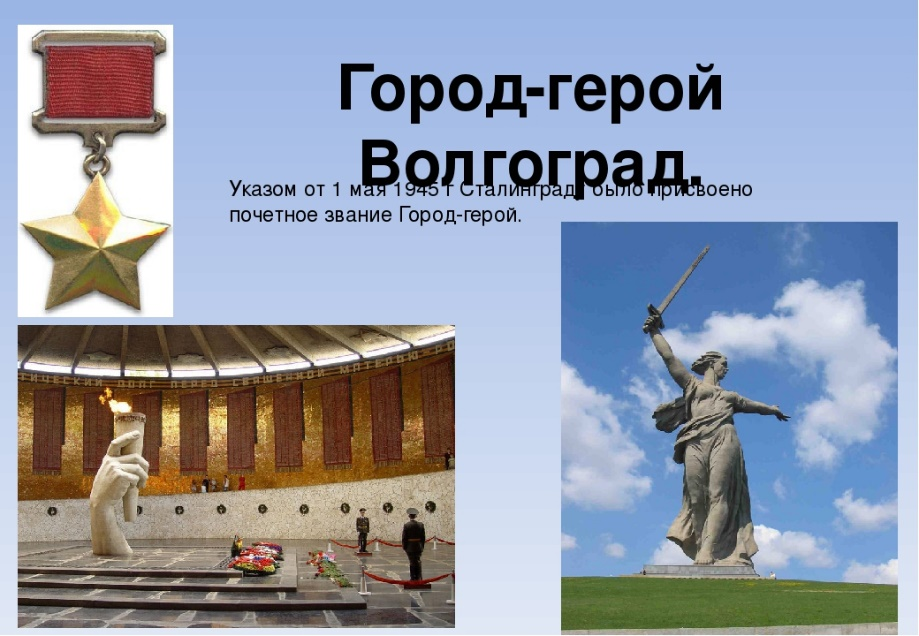 Город-герой
Волгоград.
Указом от 1 мая 1945 г Сталинграду было присвоено
почетное звание Город-герой.